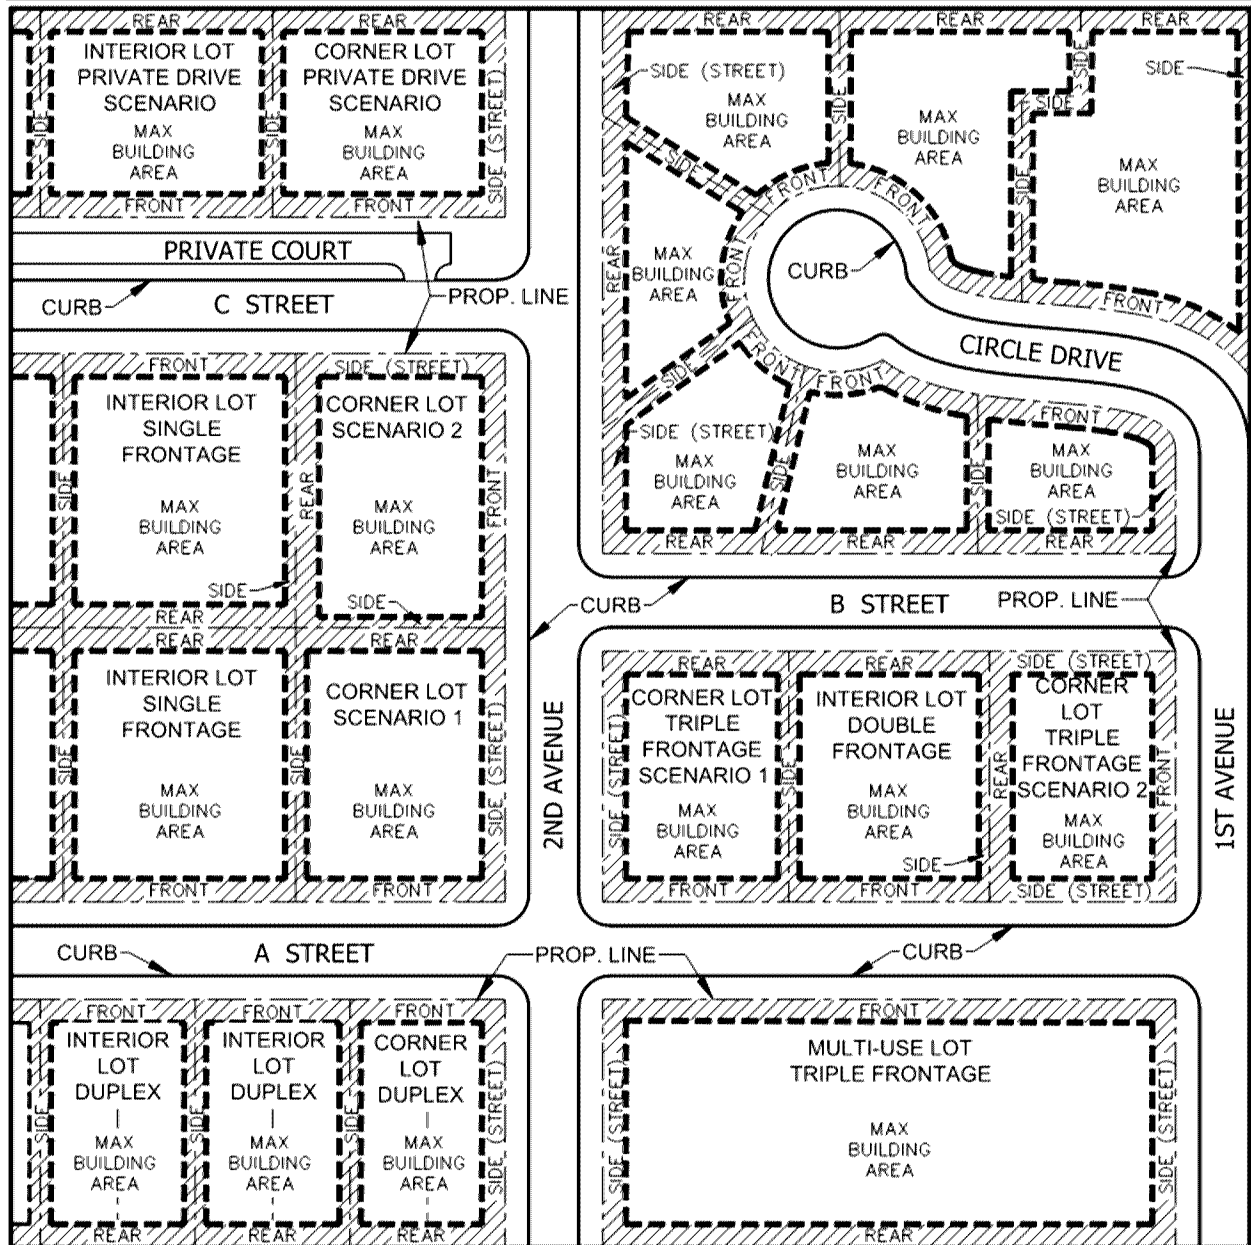 REAR
REAR
REAR
REAR
REAR
INTERIOR LOT
PRIVATE DRIVE
SCENARIO
MAX
BUILDING
AREA
CORNER LOT
PRIVATE DRIVE
SCENARIO
MAX
BUILDING
AREA
SIDE
SIDE
SIDE (STREET)
FRONT
FRONT
PRIVATE COURT
CURB
C STREET
PROP. LINE
SIDE (STREET)
MAX
BUILDING
AREA
SIDE
MAX
BUILDING
AREA
SIDE
SIDE
SIDE
SIDE
MAX
BUILDING
AREA
SIDE
FRONT
FRONT
REAR
MAX
BUILDING
AREA
FRONT
CURB
FRONT
CIRCLE DRIVE
SIDE
FRONT
FRONT
FRONT
SIDE (STREET)
MAX
BUILDING
AREA
SIDE
MAX
BUILDING
AREA
SIDE
MAX
BUILDING
AREA
SIDE (STREET)
REAR
REAR
REAR
FRONT
SIDE (STREET)
INTERIOR LOT
SINGLE
FRONTAGE
MAX
BUILDING
AREA
SIDE
SIDE
REAR
CORNER LOT
SCENARIO 2
MAX
BUILDING
AREA
SIDE
FRONT
REAR
REAR
REAR
CURB
B STREET
PROP. LINE
INTERIOR LOT
SINGLE
FRONTAGE
MAX
BUILDING
AREA
SIDE
SIDE
CORNER LOT
SCENARIO 1
MAX
BUILDING
AREA
SIDE (STREET)
FRONT
FRONT
2ND AVENUE
REAR
REAR
SIDE (STREET)
SIDE (STREET)
CORNER LOT
TRIPLE
FRONTAGE
SCENARIO 1
MAX
BUILDING
AREA
SIDE
INTERIOR LOT
DOUBLE
FRONTAGE
MAX
BUILDING
AREA
SIDE
REAR
CORNER
LOT
TRIPLE
FRONTAGE
SCENARIO 2
MAX
BUILDING
AREA
FRONT
FRONT
FRONT
SIDE (STREET)
1ST AVENUE
CURB
A STREET
PROP. LINE
CURB
FRONT
FRONT
FRONT
FRONT
SIDE
INTERIOR
LOT
DUPLEX
MAX
BUILDING
AREA
SIDE
INTERIOR
LOT
DUPLEX
MAX
BUILDING
AREA
SIDE
CORNER
LOT
DUPLEX
MAX
BUILDING
AREA
SIDE (STREET)
SIDE (STREET)
MULTI-USE LOT
TRIPLE FRONTAGE
MAX
BUILDING
AREA
SIDE (STREET)
REAR
REAR
REAR
REAR